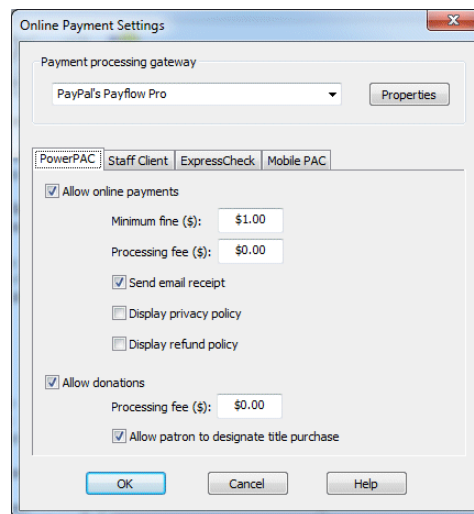 Online Payment Settings
Payment processing gateway
PayPal's Payflow Pro
Properties
PowerPAC Staff Client ExpressCheck Mobile PAC
Allow online payments
Minimum fine ($): $1.00
Processing fee ($): $0.00
Send email receipt
Display privacy policy
Display refund policy
Allow donations
Processing fee ($): $0.00
Allow patron to designate title purchase
OK Cancel Help